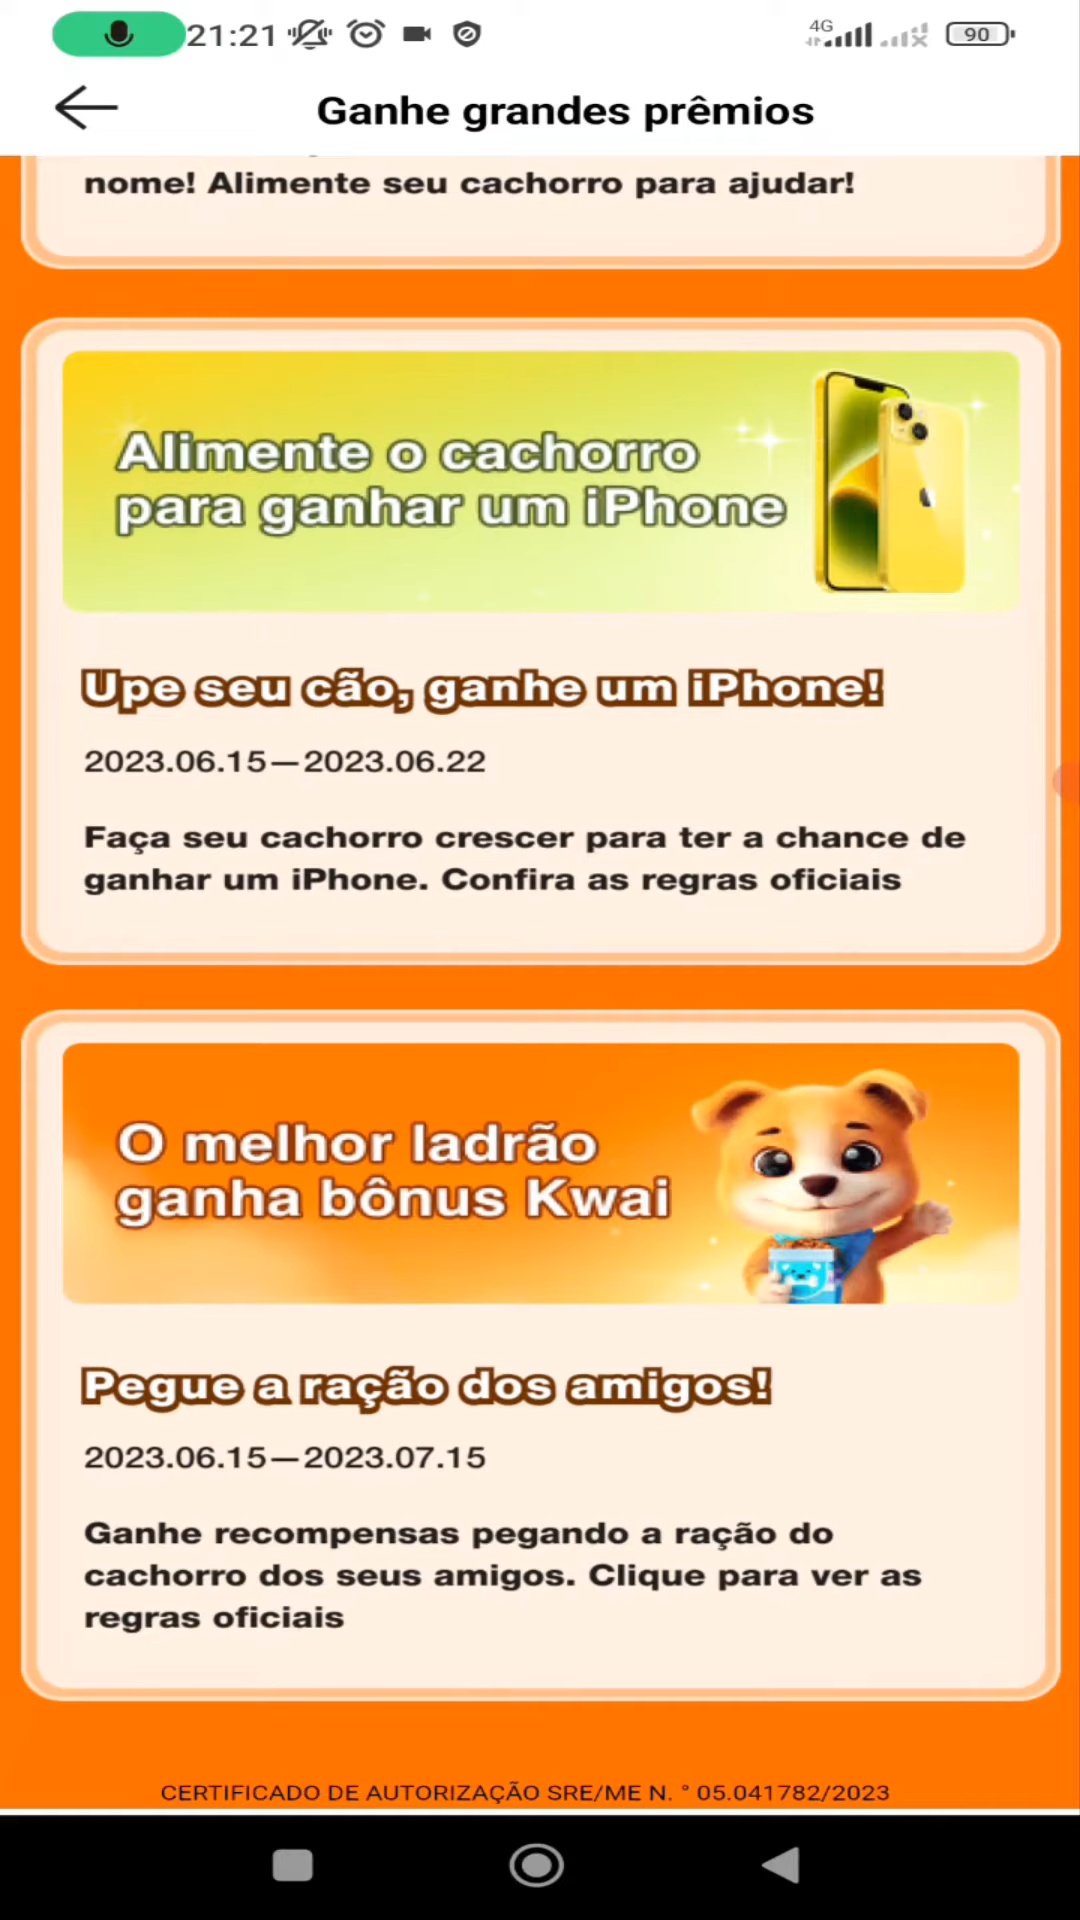 21:21
4G
90
Ganhe grandes prêmios
nome! Alimente seu cachorro para ajudar!
Alimente o cachorro
para ganhar um iPhone
Upe seu cão, ganhe um iPhone!
2023.06.15—2023.06.22
Faça seu cachorro crescer para ter a chance de
ganhar um iPhone. Confira as regras oficiais
O melhor ladrão
ganha bônus Kwai
Pegue a ração dos amigos!
2023.06.15—2023.07.15
Ganhe recompensas pegando a ração do
cachorro dos seus amigos. Clique para ver as
regras oficiais
CERTIFICADO DE AUTORIZAÇÃO SRE/ME N. ° 05.041782/2023